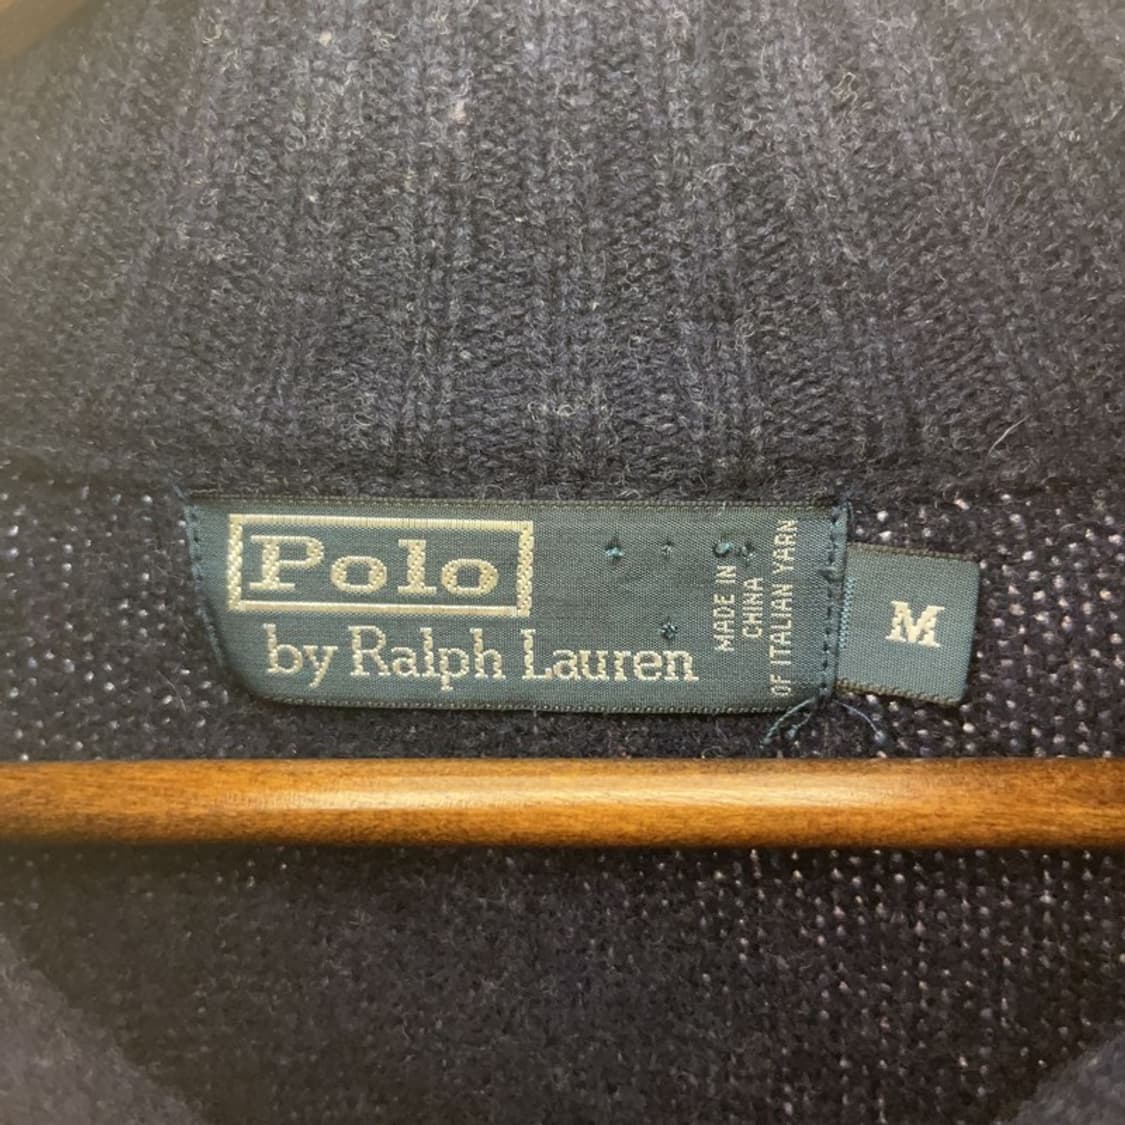 Polo
by Ralph Lauren
MADE IN
CHINA
OF ITALIAN YARN
M